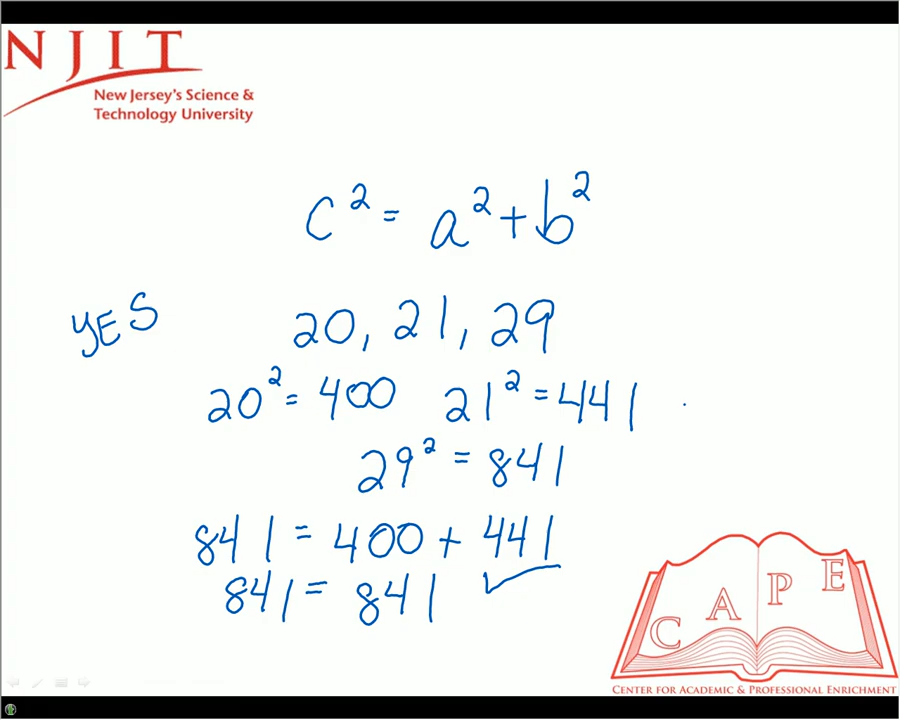 NJIT
New Jersey's Science &
Technology University
c² = a² + b²
YES
20, 21, 29
20² = 400 21² = 441
29² = 841
841 = 400 + 441
841 = 841 ✓
C A P E
CENTER FOR ACADEMIC & PROFESSIONAL ENRICHMENT